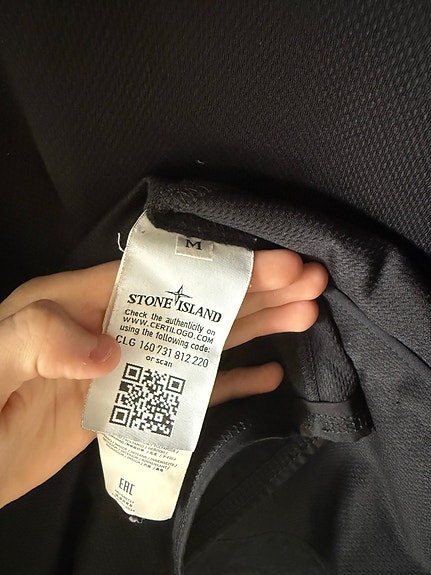 M
STONE ISLAND
Check the authenticity on
WWW.CERTILOGO.COM
using the following code:
CLG 160 731 812 220
or scan
EAC